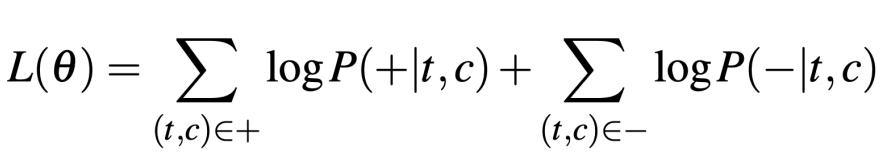 L(θ) = ∑ log P(+|t,c) + ∑ log P(−|t,c)
(t,c)∈+ (t,c)∈−